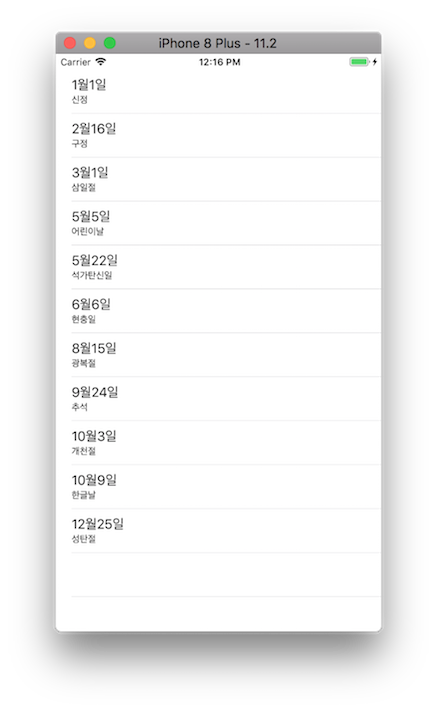 iPhone 8 Plus - 11.2
Carrier 12:16 PM
1월1일
신정
2월16일
구정
3월1일
삼일절
5월5일
어린이날
5월22일
석가탄신일
6월6일
현충일
8월15일
광복절
9월24일
추석
10월3일
개천절
10월9일
한글날
12월25일
성탄절